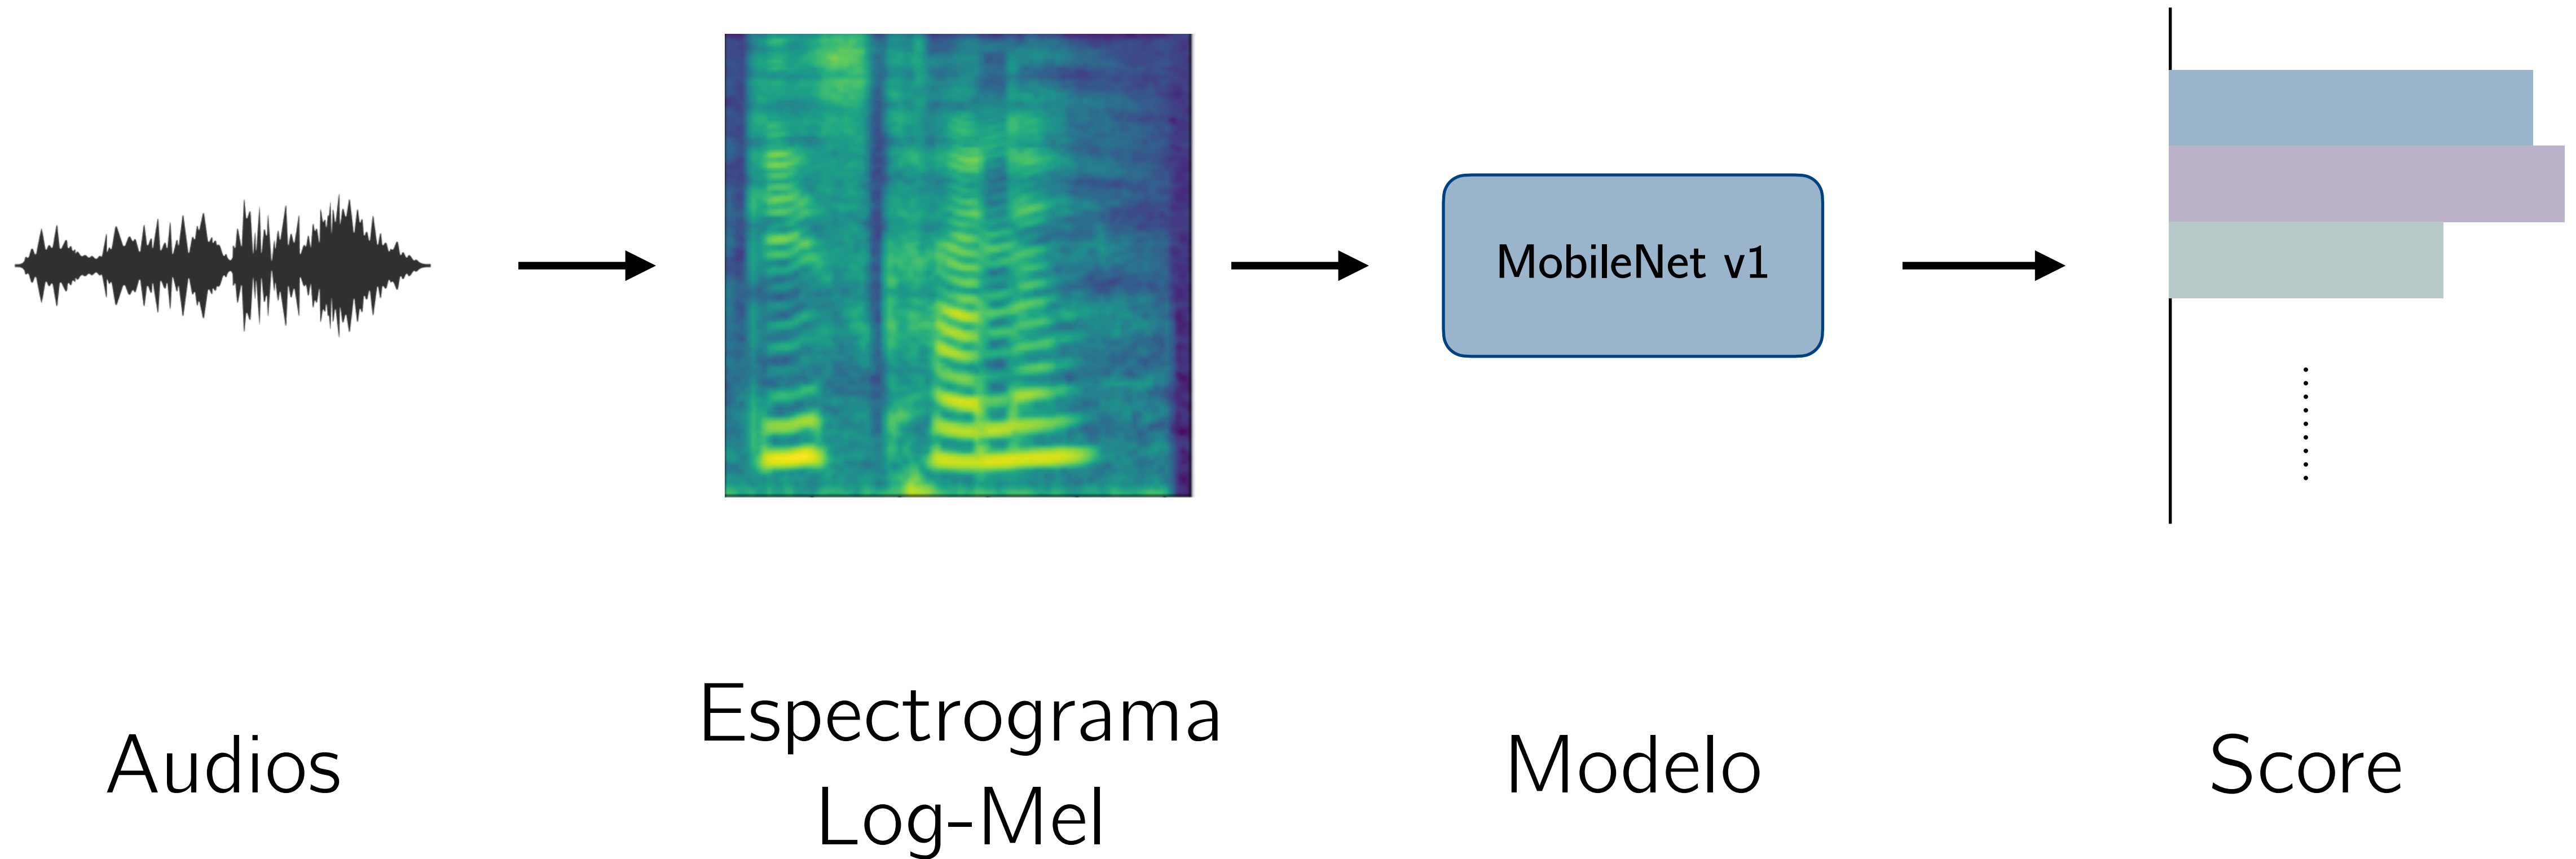 MobileNet v1
Audios
Espectrograma
Log-Mel
Modelo
Score